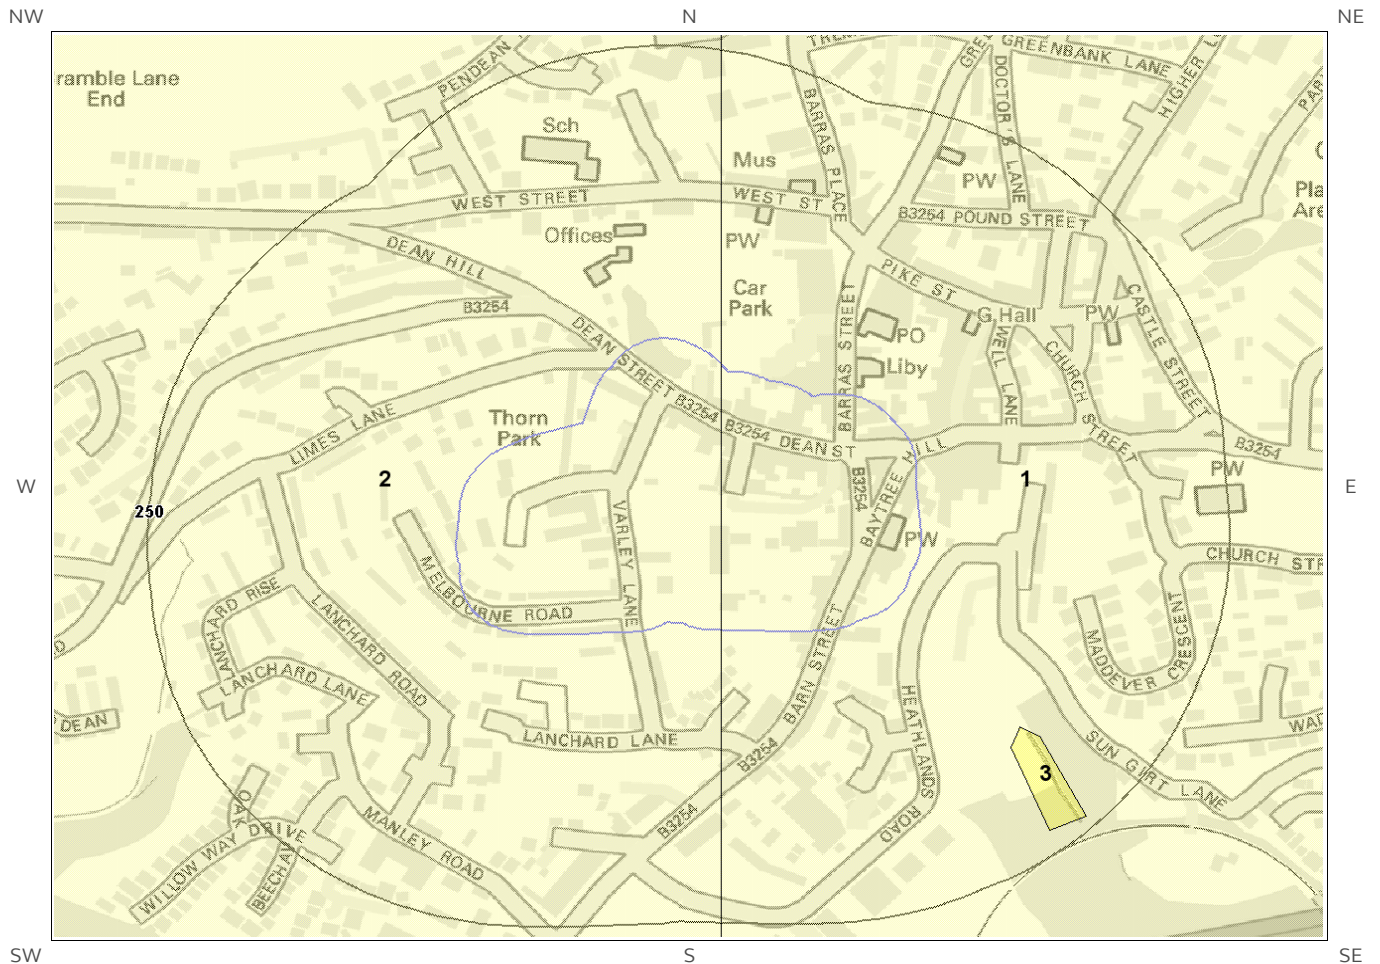 NW
N
NE
TREM
GREENBANK LANE
GRE
HIGHER L
PENDEAN
ramble Lane
End
DOCTOR'S LANE
BARRAS PLACE
PAR
Sch
Mus
PW
WEST STREET
WEST ST
Pla
Are
B3254 POUND STREET
Offices
PW
DEAN HILL
PIKE ST
Car
Park
B3254
CASTLE STREET
G Hall
PW
DEAN STREET
BARRAS STREET
PO
WELL LANE
CHURCH STREET
Liby
LIMES LANE
Thorn
Park
B3254
B3254 DEAN ST
HILL
B3254
PW
W
2
1
E
250
B3254
BAYTREE
VARLEY LANE
PW
CHURCH STR
MELBOURNE ROAD
LANCHARD RISE
LANCHARD ROAD
LANCHARD LANE
BARN STREET
MADDEVER CRESCENT
HEATHLANDS ROAD
D
DEAN
WAD
LANCHARD LANE
SUN GIRT LANE
B3254
3
OAK
DRIVE
MANLEY ROAD
B3254
WILLOW WAY
BEECH
SW
S
SE